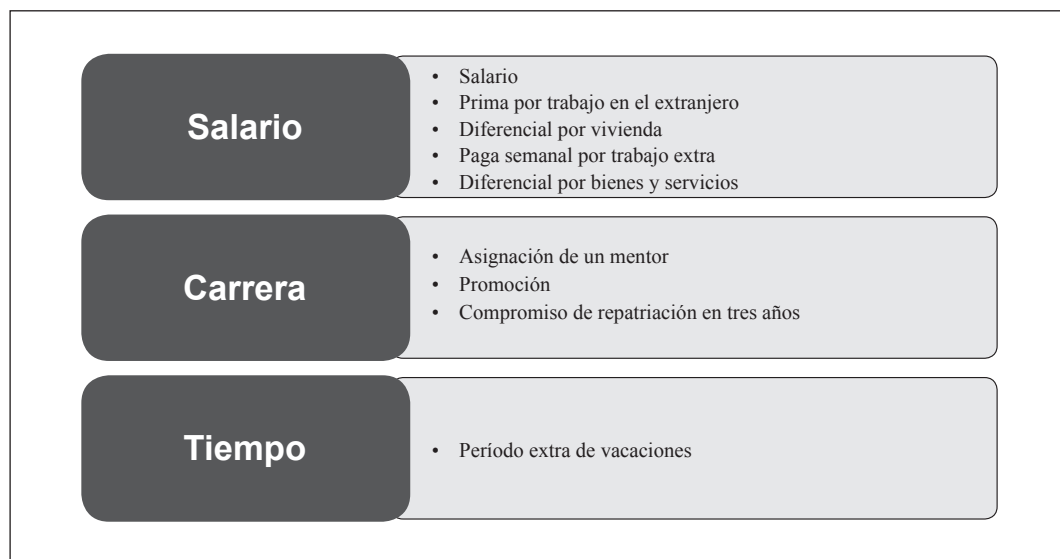 Salario
• Salario
• Prima por trabajo en el extranjero
• Diferencial por vivienda
• Paga semanal por trabajo extra
• Diferencial por bienes y servicios
Carrera
• Asignación de un mentor
• Promoción
• Compromiso de repatriación en tres años
Tiempo
• Período extra de vacaciones